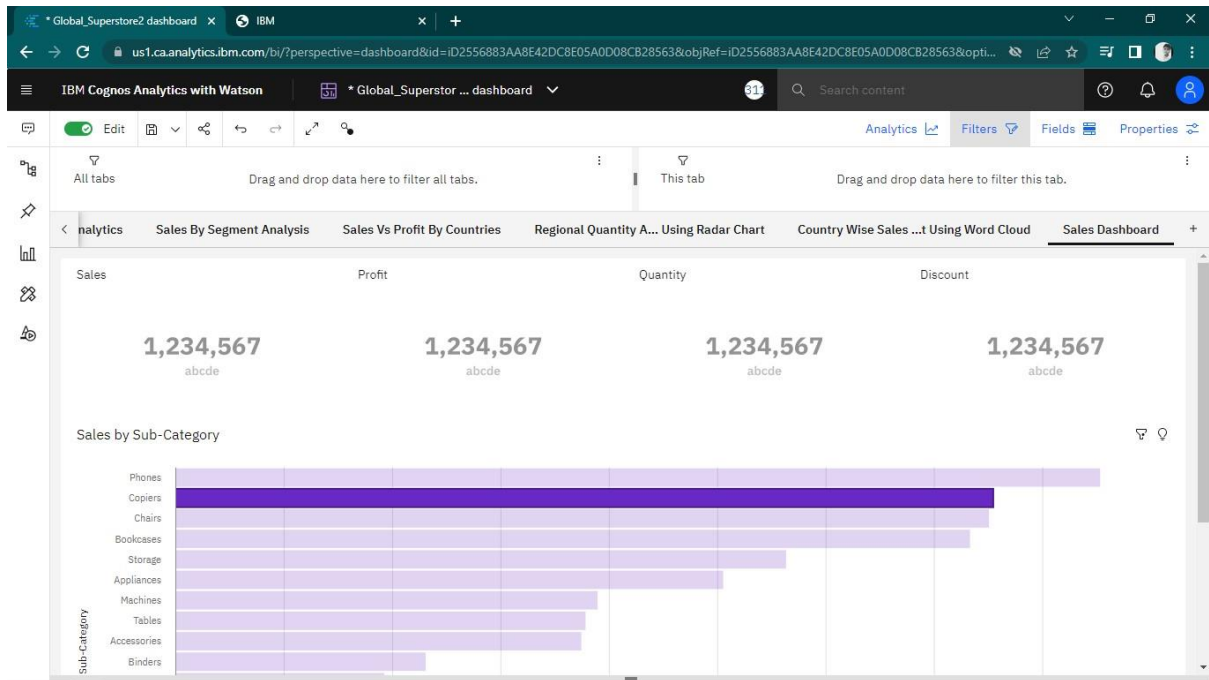 * Global_Superstore2 dashboard
IBM
us1.ca.analytics.ibm.com/bi/?perspective=dashboard&id=iD2556883AA8E42DC8E05A0D08CB28563&objRef=iD2556883AA8E42DC8E05A0D08CB28563&opti...
IBM Cognos Analytics with Watson
* Global_Superstor ... dashboard
Search content
Edit
Analytics
Filters
Fields
Properties
All tabs
Drag and drop data here to filter all tabs.
This tab
Drag and drop data here to filter this tab.
nalytics
Sales By Segment Analysis
Sales Vs Profit By Countries
Regional Quantity A... Using Radar Chart
Country Wise Sales ...t Using Word Cloud
Sales Dashboard
Sales
Profit
Quantity
Discount
1,234,567
1,234,567
1,234,567
1,234,567
abcde
abcde
abcde
abcde
Sales by Sub-Category
Phones
Copiers
Chairs
Bookcases
Storage
Appliances
Machines
Tables
Accessories
Binders
Sub-Category